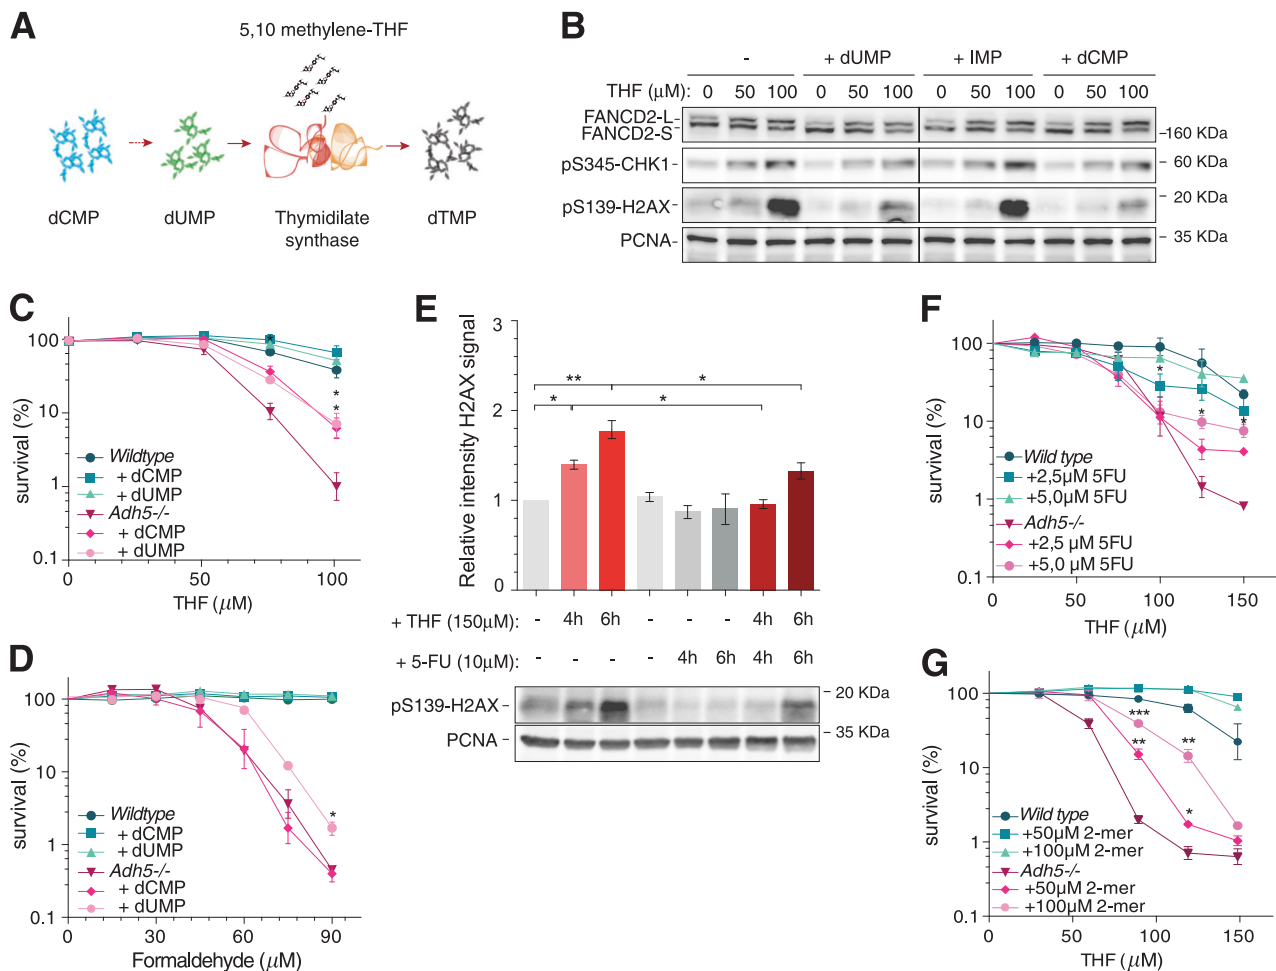 A
5,10 methylene-THF
dCMP
dUMP
Thymidilate
synthase
dTMP
B
-
+ dUMP
+ IMP
+ dCMP
THF (μM): 0 50 100 0 50 100 0 50 100 0 50 100
FANCD2-L-
FANCD2-S
-160 KDa
pS345-CHK1
- 60 KDa
pS139-H2AX-
- 20 KDa
PCNA-
- 35 KDa
C
survival (%)
100
10
1
0.1
Wildtype
+ dCMP
+ dUMP
Adh5-/-
+ dCMP
+ dUMP
*
*
*
0 50 100
THF (μM)
D
survival (%)
100
10
1
0.1
Wildtype
+ dCMP
+ dUMP
Adh5-/-
+ dCMP
+ dUMP
*
0 30 60 90
Formaldehyde (μM)
E
Relative intensity H2AX signal
3
2
1
0
** *
* *
+ THF (150μM): - 4h 6h - - - 4h 6h
+ 5-FU (10μM): - - - - 4h 6h 4h 6h
pS139-H2AX -
- 20 KDa
PCNA -
- 35 KDa
F
survival (%)
100
10
1
0.1
*
*
*
Wild type
+2,5μM 5FU
+5,0μM 5FU
Adh5-/-
+2,5 μM 5FU
+5,0 μM 5FU
0 50 100 150
THF (μM)
G
survival (%)
100
10
1
0.1
***
** **
*
Wild type
+50μM 2-mer
+100μM 2-mer
Adh5-/-
+50μM 2-mer
+100μM 2-mer
0 50 100 150
THF (μM)